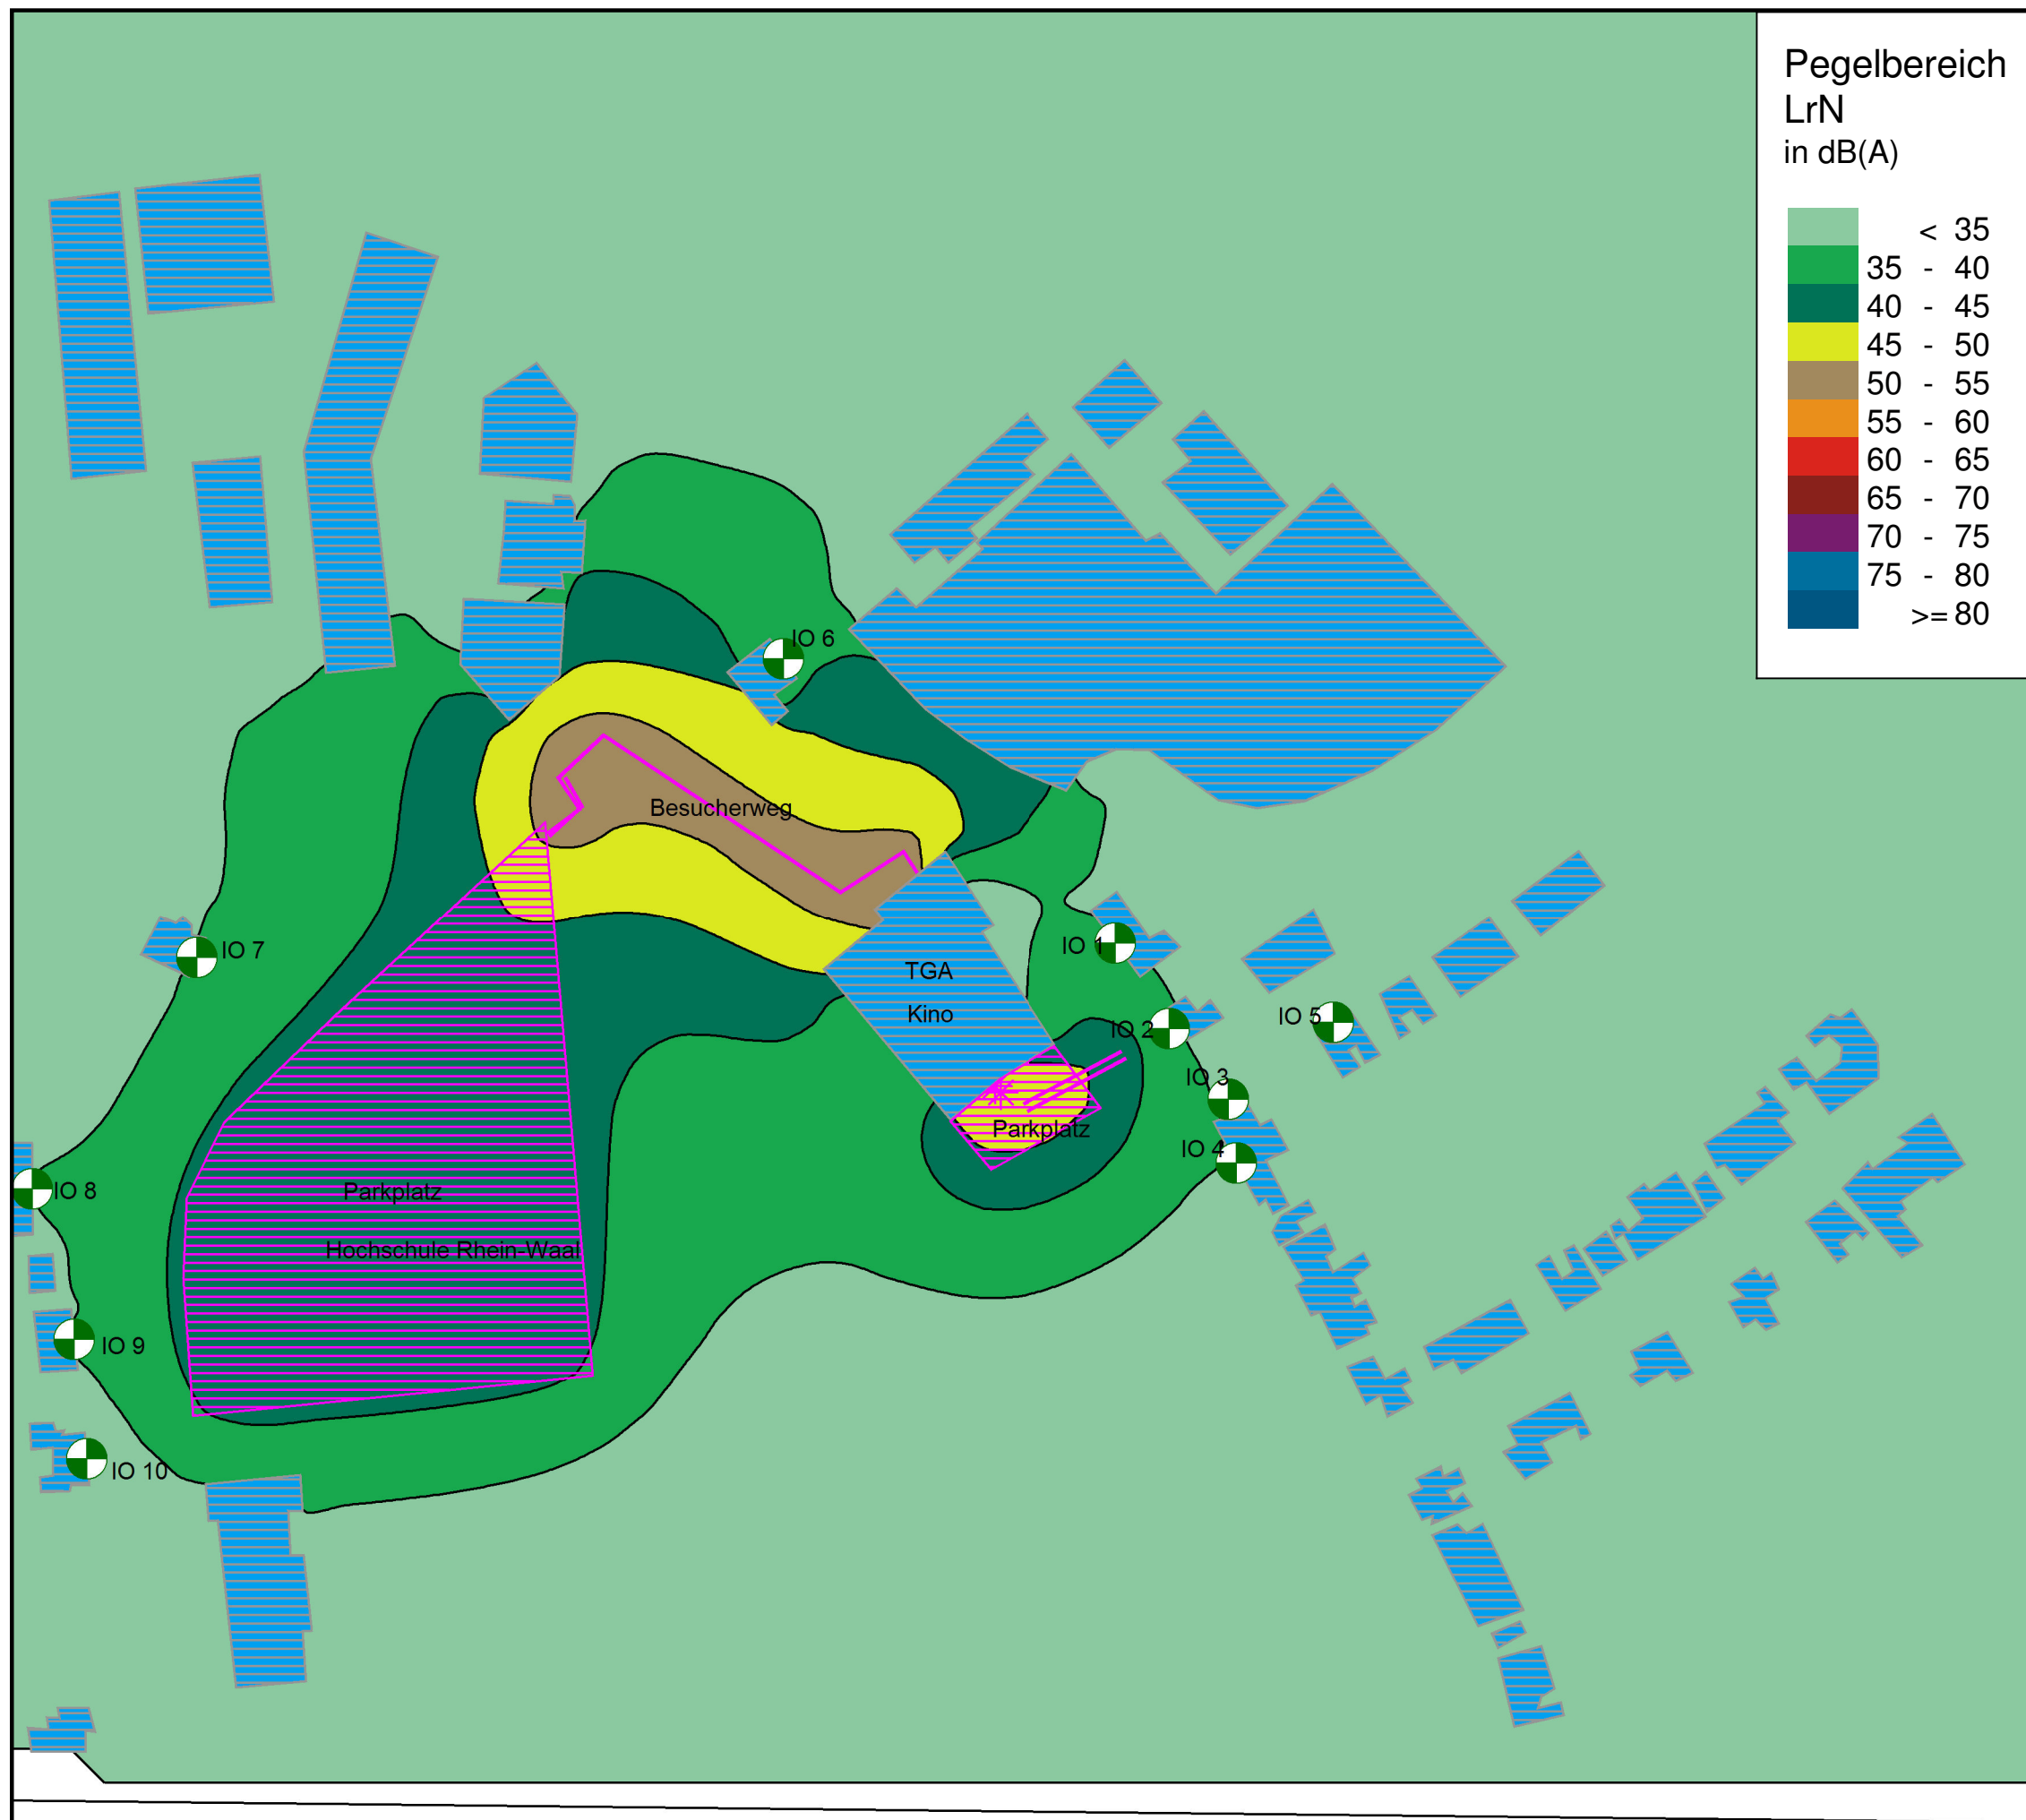 Pegelbereich
LrN
in dB(A)
< 35
35 - 40
40 - 45
45 - 50
50 - 55
55 - 60
60 - 65
65 - 70
70 - 75
75 - 80
>= 80
IO 6
Besucherweg
IO 7
IO 1
TGA
Kino
IO 5
IO 2
IO 3
Parkplatz
IO 4
IO 8
Parkplatz
Hochschule Rhein-Waal
IO 9
IO 10